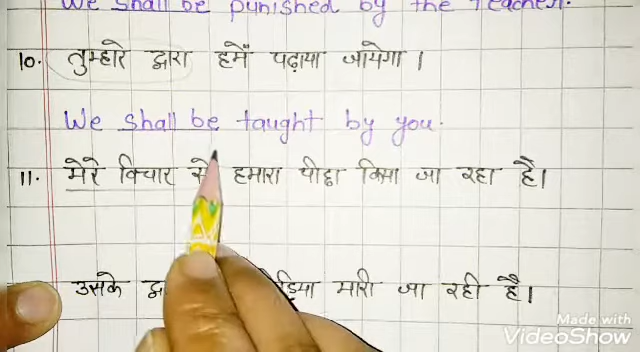 We shall be punished by the Teacher.
10. तुम्हारे द्वारा हमें पढ़ाया जायेगा।
We shall be taught by you.
11. मेरे विचार से हमारा पीछा किया जा रहा है।
उसके मारी जा रही है।
Made with
VideoShow